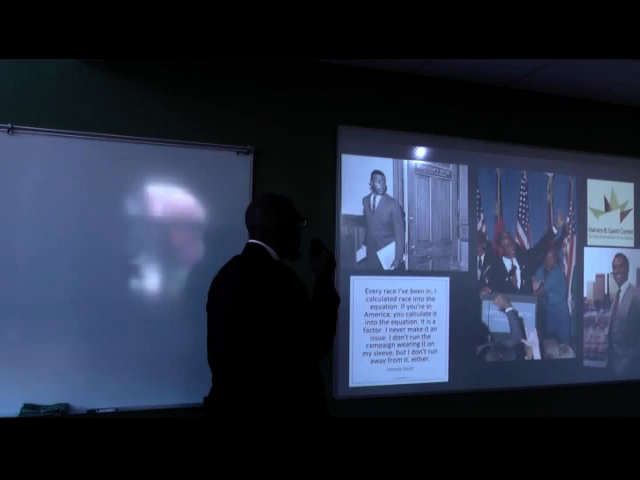 Harvey B. Gantt Center
Every race I've been in, I
calculated race into the
equation. If you're in
America, you calculate it
into the equation. It is a
factor. I never make it an
issue. I don't run the
campaign wearing it on
my sleeve, but I don't run
away from it, either.